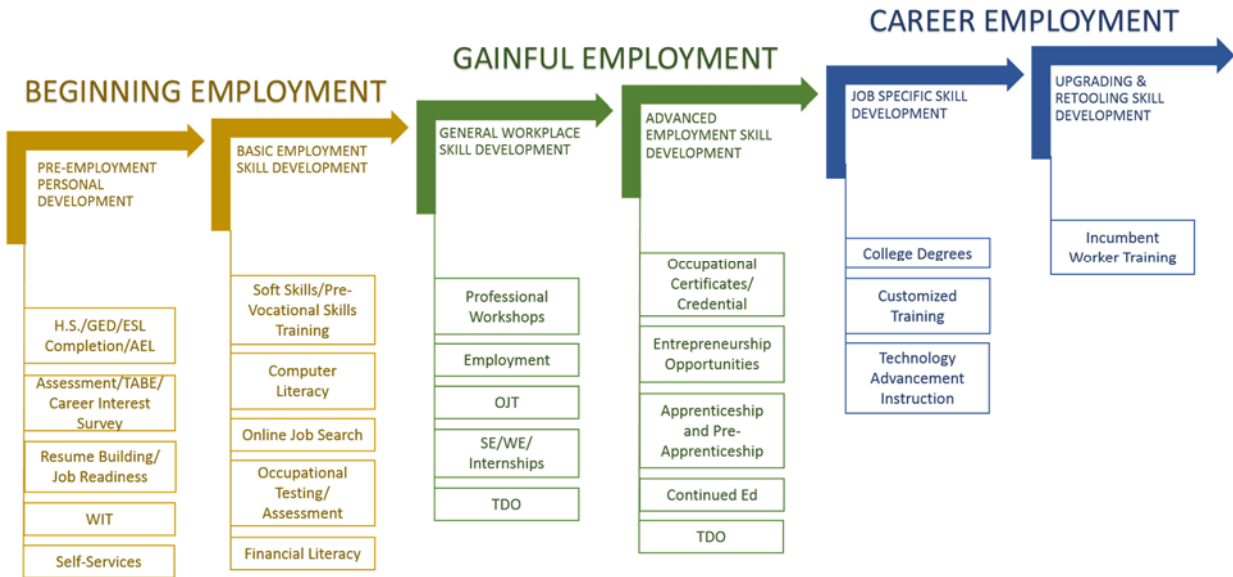 BEGINNING EMPLOYMENT
PRE-EMPLOYMENT
PERSONAL
DEVELOPMENT
H.S./GED/ESL
Completion/AEL
Assessment/TABE/
Career Interest
Survey
Resume Building/
Job Readiness
WIT
Self-Services
BASIC EMPLOYMENT
SKILL DEVELOPMENT
Soft Skills/Pre-
Vocational Skills
Training
Computer
Literacy
Online Job Search
Occupational
Testing/
Assessment
Financial Literacy
GAINFUL EMPLOYMENT
GENERAL WORKPLACE
SKILL DEVELOPMENT
Professional
Workshops
Employment
OJT
SE/WE/
Internships
TDO
ADVANCED
EMPLOYMENT SKILL
DEVELOPMENT
Occupational
Certificates/
Credential
Entrepreneurship
Opportunities
Apprenticeship
and Pre-
Apprenticeship
Continued Ed
TDO
CAREER EMPLOYMENT
JOB SPECIFIC SKILL
DEVELOPMENT
College Degrees
Customized
Training
Technology
Advancement
Instruction
UPGRADING &
RETOOLING SKILL
DEVELOPMENT
Incumbent
Worker Training